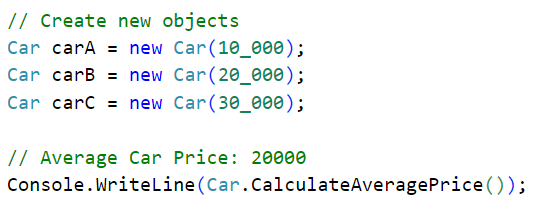 // Create new objects
Car carA = new Car(10_000);
Car carB = new Car(20_000);
Car carC = new Car(30_000);
// Average Car Price: 20000
Console.WriteLine(Car.CalculateAveragePrice());